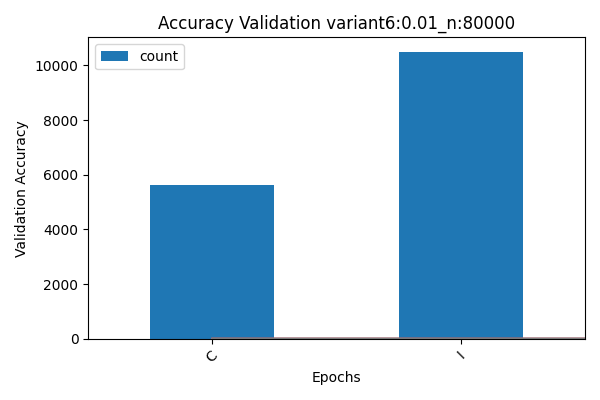 Accuracy Validation variant6:0.01_n:80000
count
10000
8000
6000
4000
2000
0
Validation Accuracy
C
I
Epochs